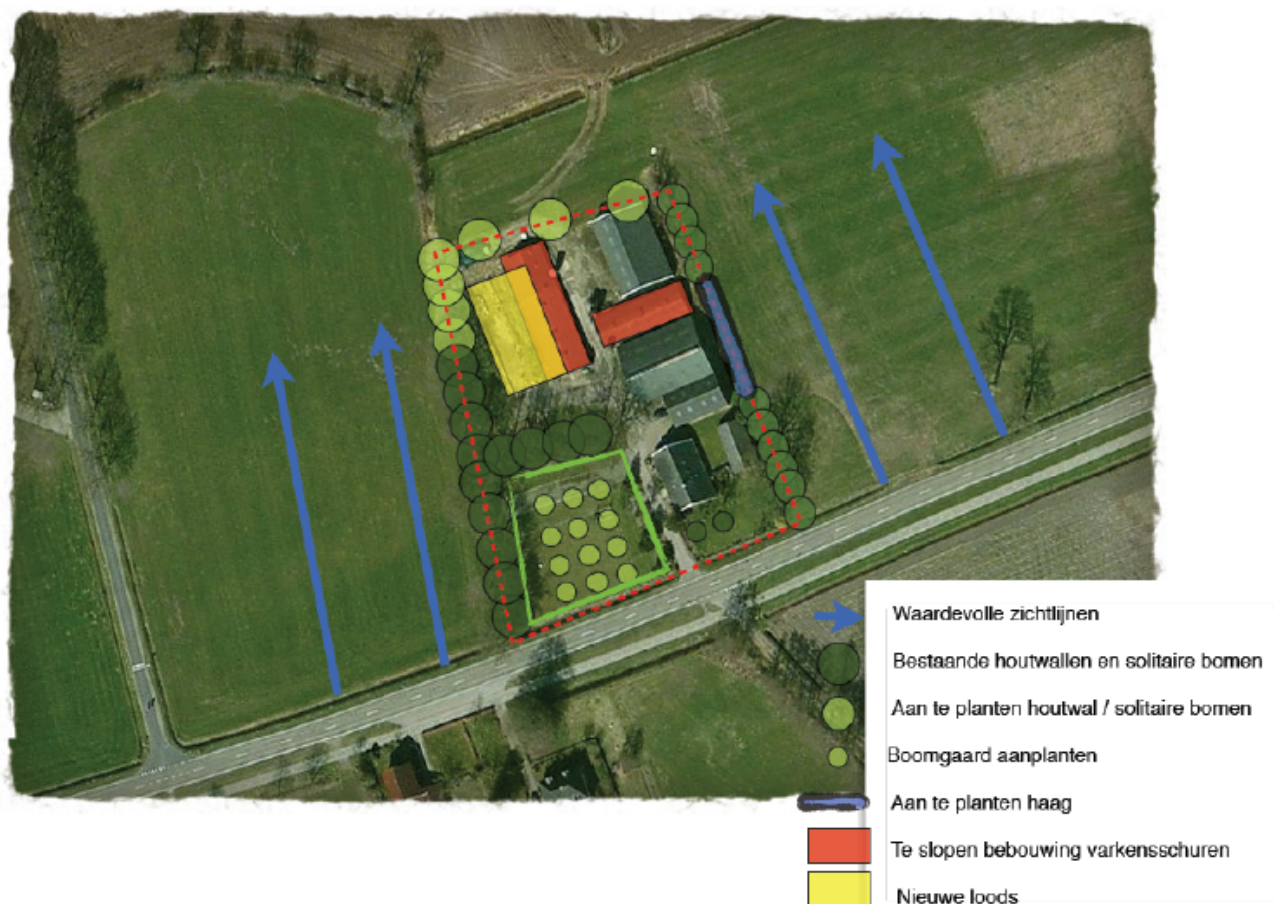 Waardevolle zichtlijnen
Bestaande houtwallen en solitaire bomen
Aan te planten houtwal / solitaire bomen
Boomgaard aanplanten
Aan te planten haag
Te slopen bebouwing varkensschuren
Nieuwe loods